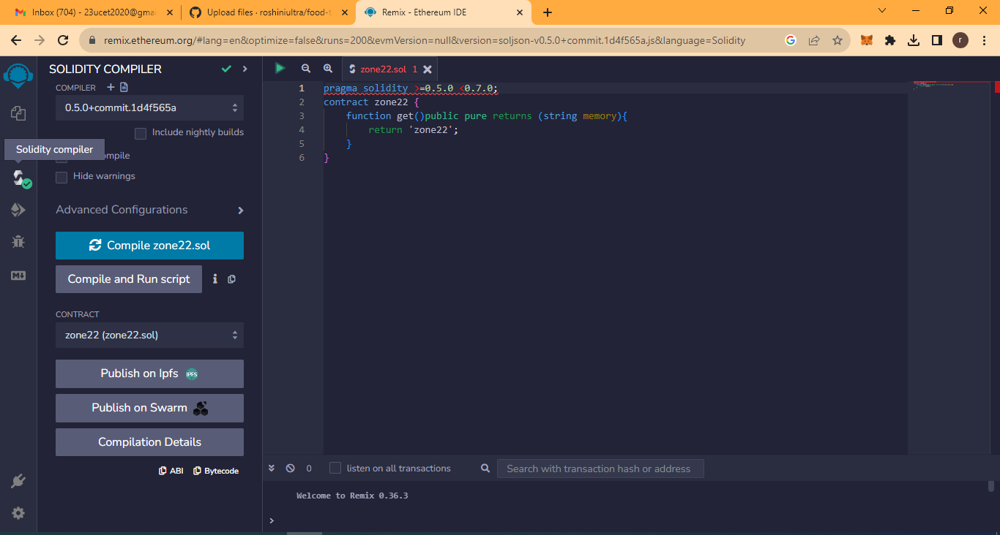 Inbox (704) - 23ucet2020@gmai
Upload files · roshiniultra/food-t
Remix - Ethereum IDE
remix.ethereum.org/#lang=en&optimize=false&runs=200&evmVersion=null&version=soljson-v0.5.0+commit.1d4f565a.js&language=Solidity
r
SOLIDITY COMPILER
COMPILER
0.5.0+commit.1d4f565a
Include nightly builds
Solidity compiler
ompile
Hide warnings
Advanced Configurations
Compile zone22.sol
Compile and Run script
CONTRACT
zone22 (zone22.sol)
Publish on Ipfs
IPFS
Publish on Swarm
Compilation Details
ABI Bytecode
zone22.sol 1
1 pragma solidity >=0.5.0 <0.7.0;
2 contract zone22 {
3 function get()public pure returns (string memory){
4 return 'zone22';
5 }
6 }
0 listen on all transactions Search with transaction hash or address
Welcome to Remix 0.36.3
>